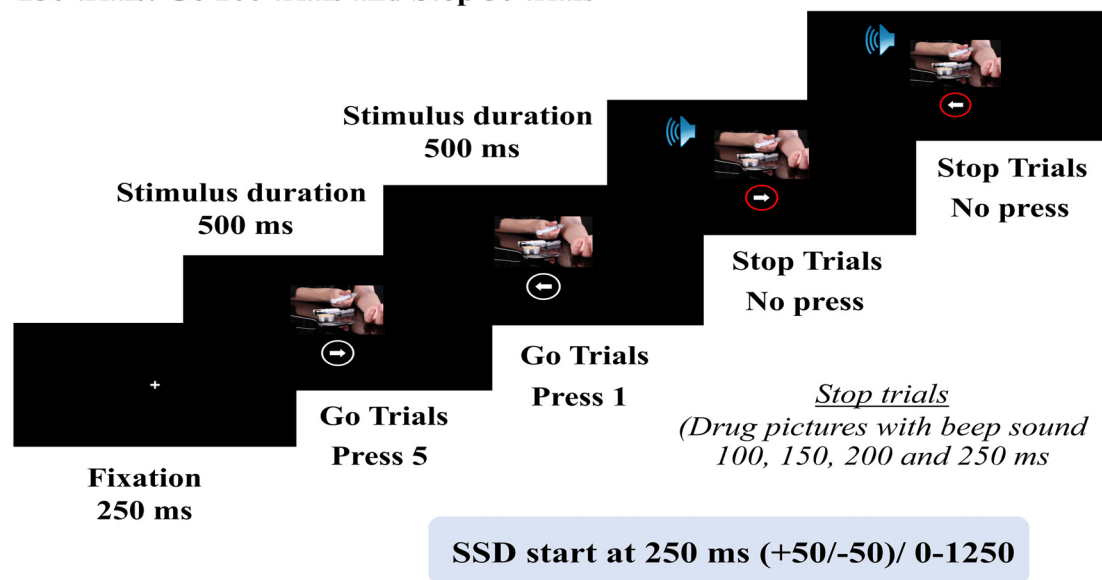 Stimulus duration
500 ms
Stimulus duration
500 ms
Stop Trials
No press
Stop Trials
No press
Go Trials
Press 1
Go Trials
Press 5
+
Fixation
250 ms
Stop trials
(Drug pictures with beep sound
100, 150, 200 and 250 ms
SSD start at 250 ms (+50/-50)/ 0-1250